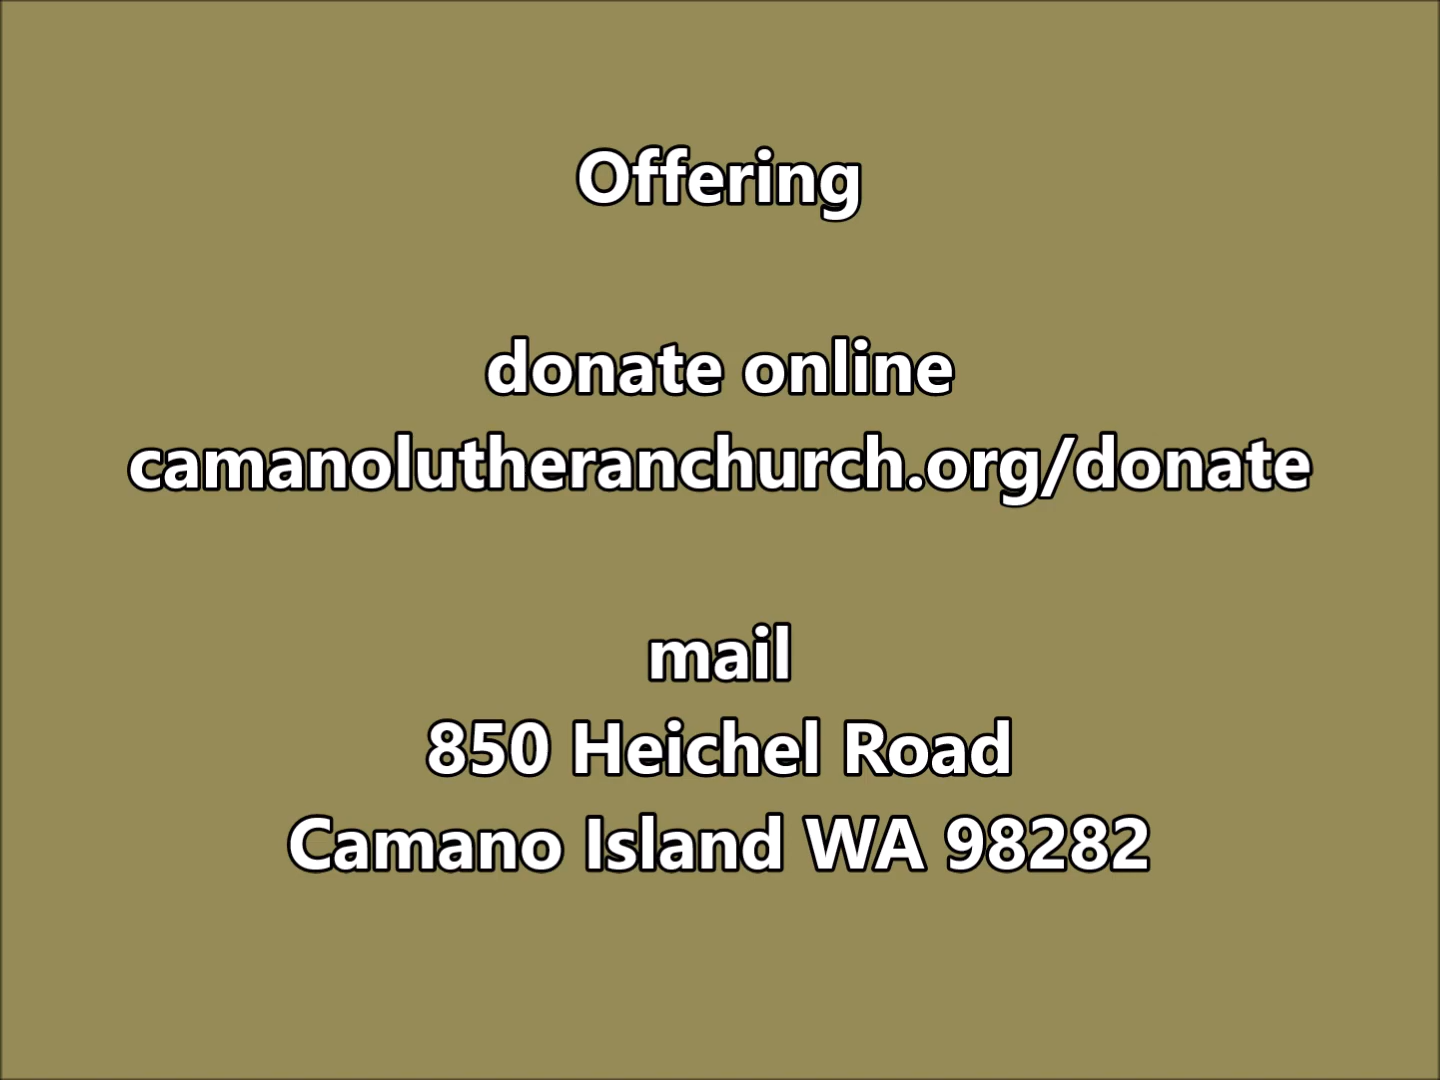 Offering
donate online
camanolutheranchurch.org/donate
mail
850 Heichel Road
Camano Island WA 98282